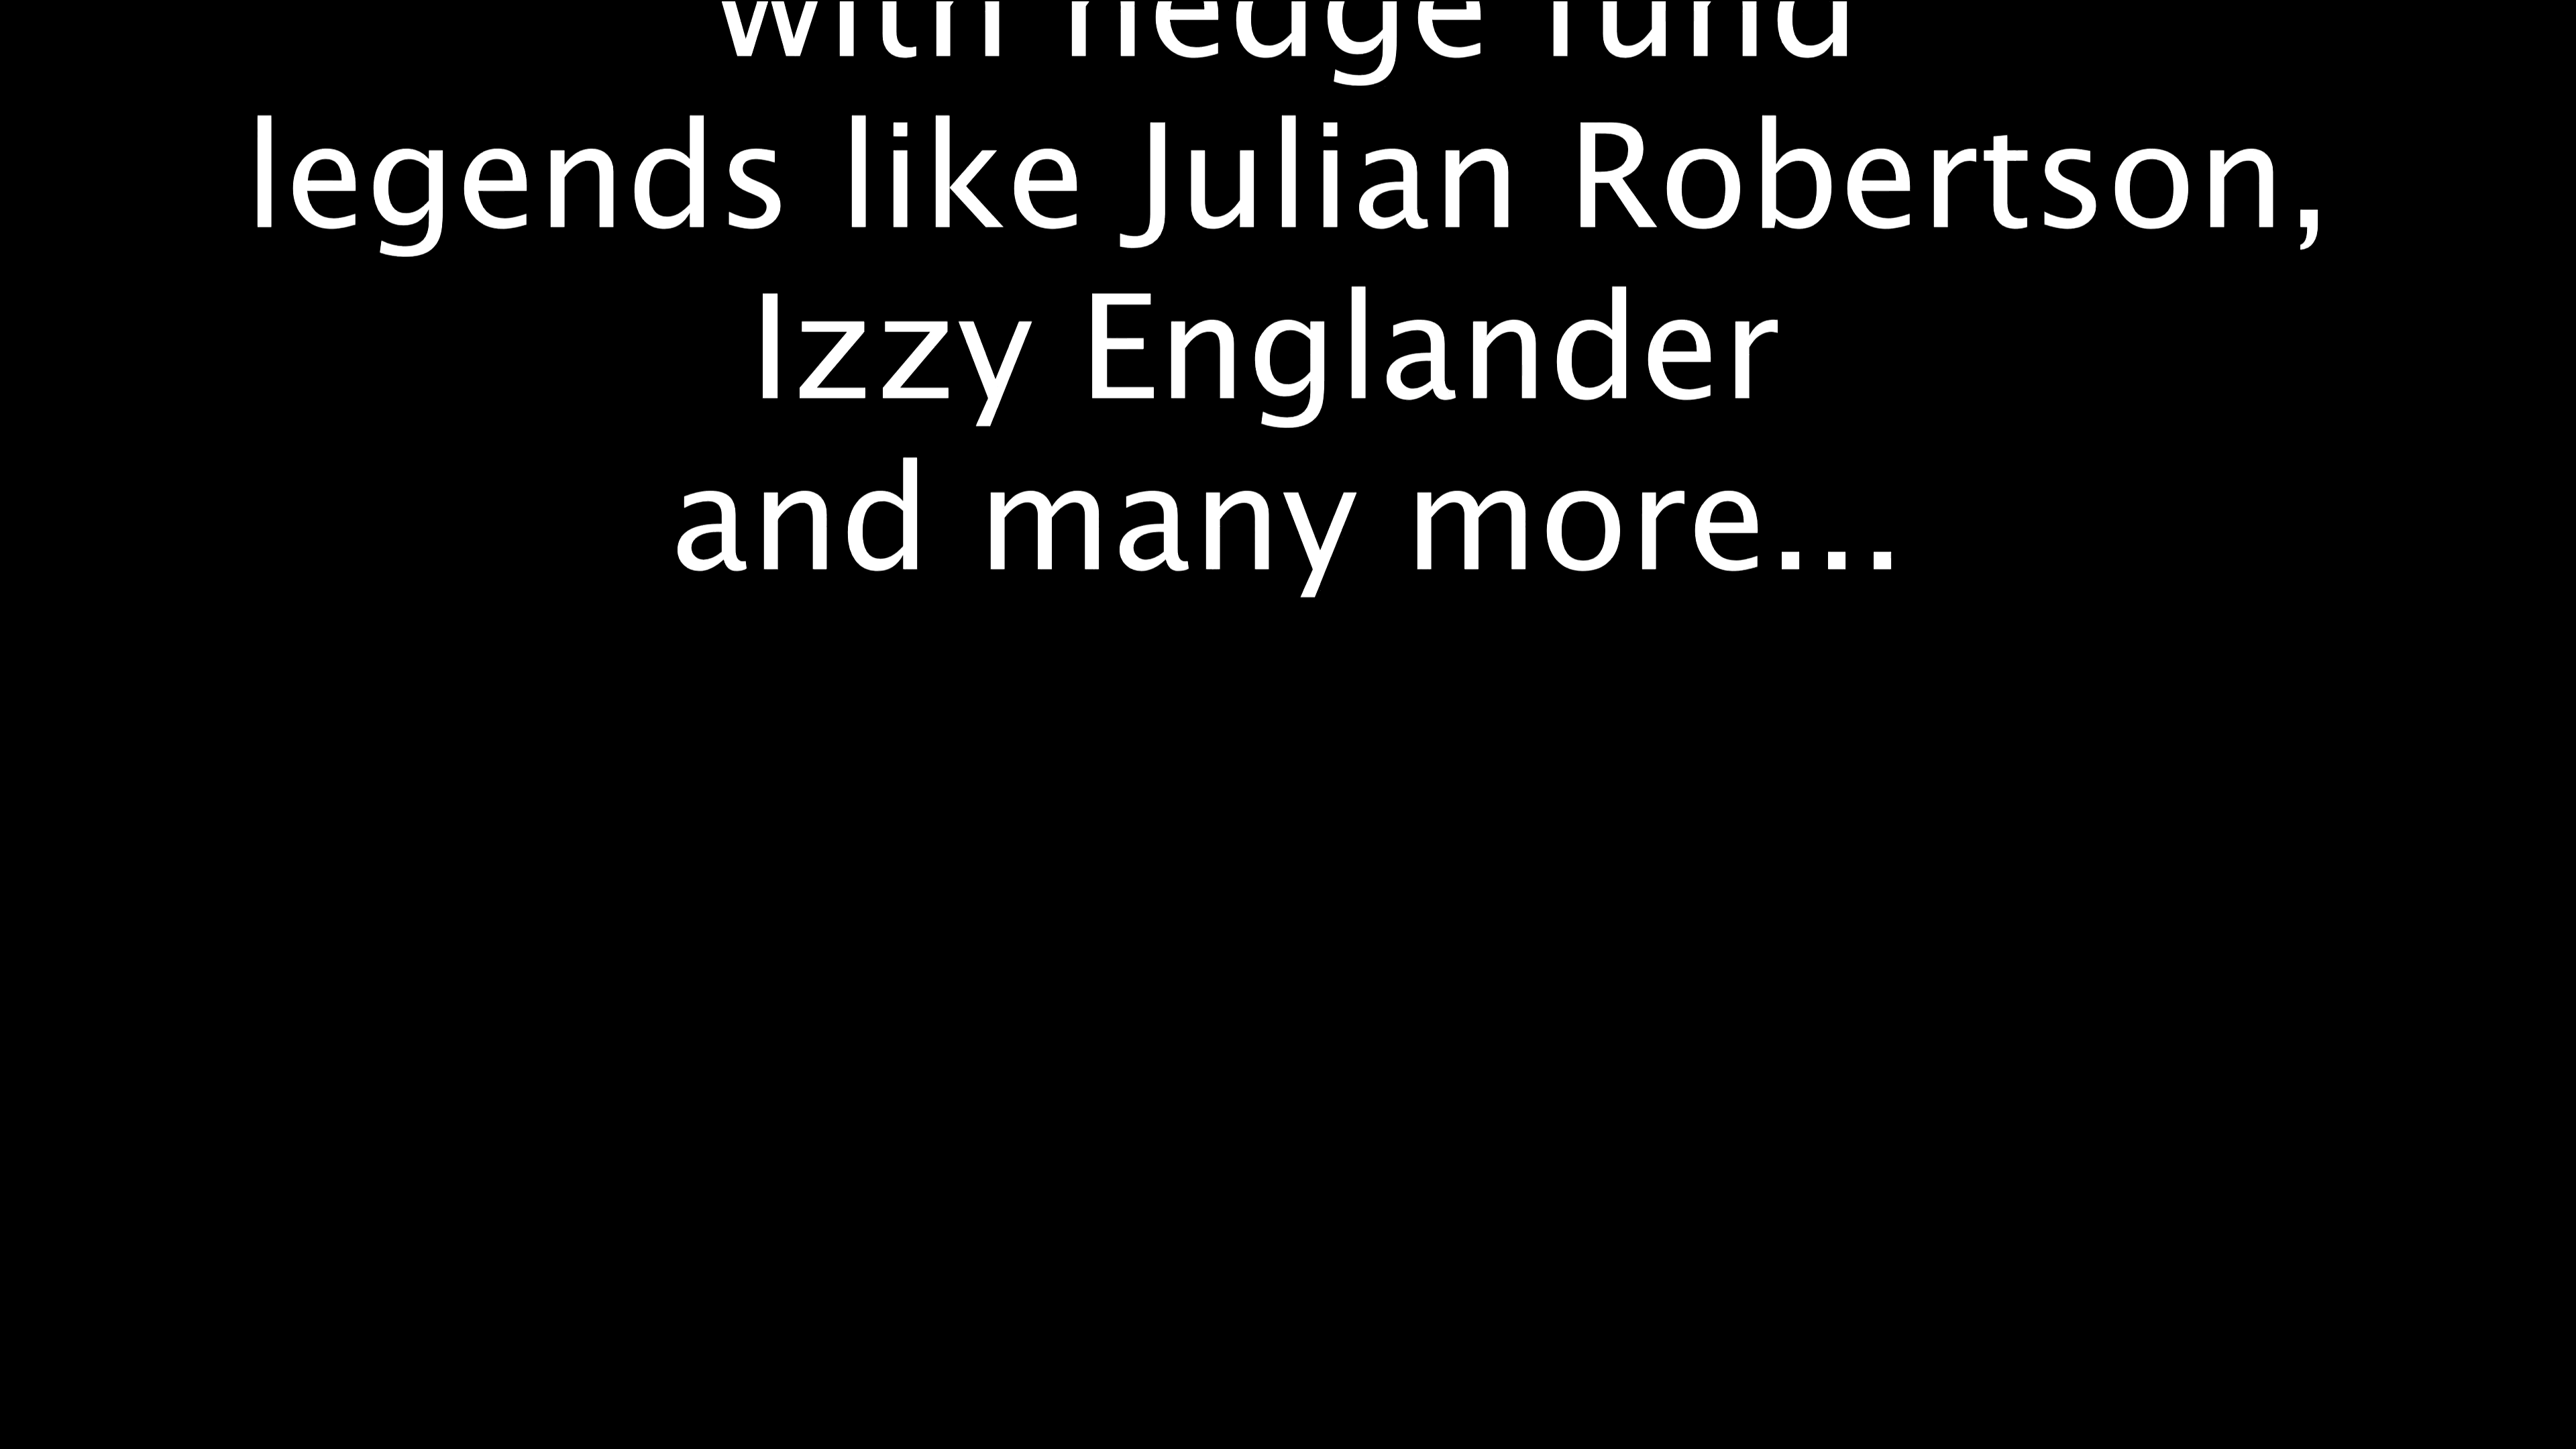 with hedge fund
legends like Julian Robertson,
Izzy Englander
and many more...